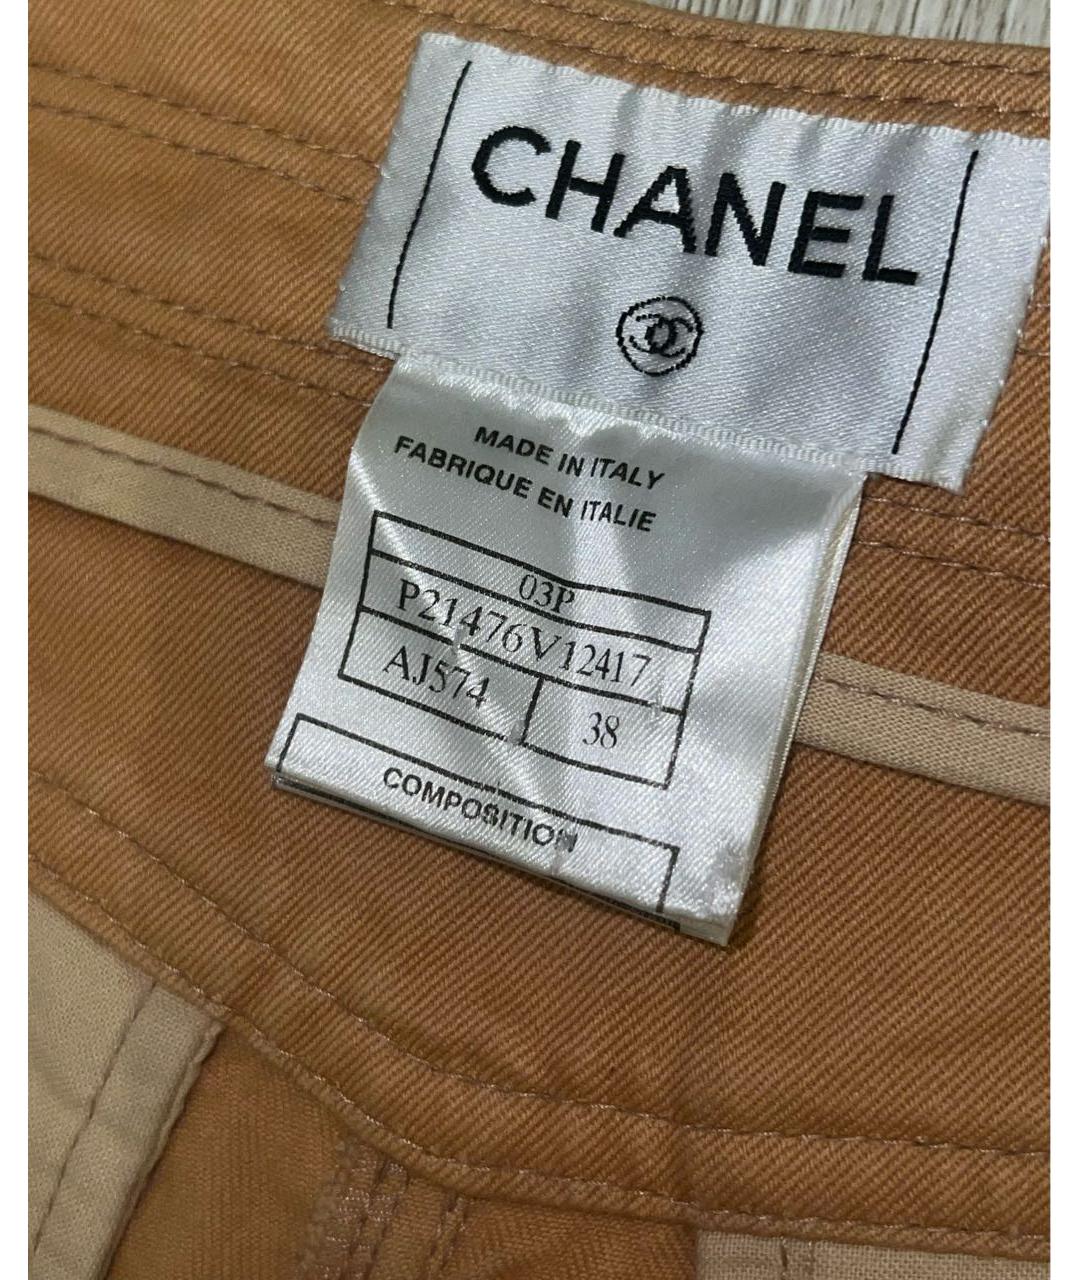 CHANEL
MADE IN ITALY
FABRIQUE EN ITALIE
03P
P21476V12417
AJ574 38
COMPOSITION